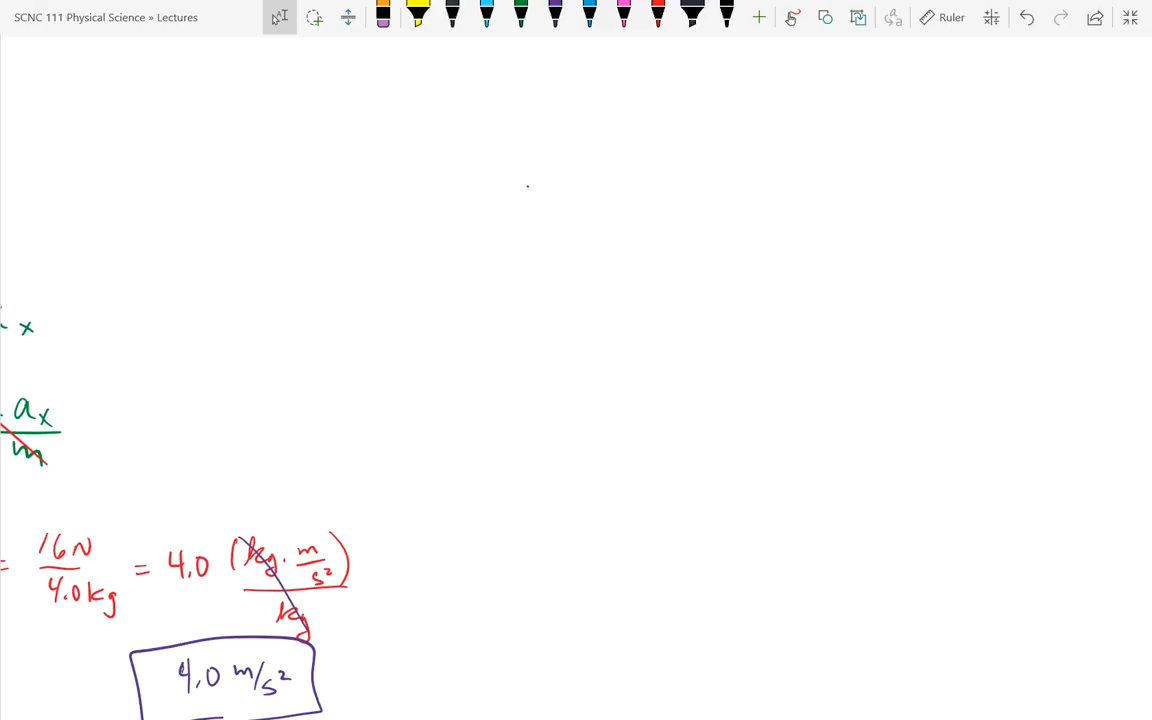 SCNC 111 Physical Science » Lectures
Ruler
x
. aₓ
m
= 16N / 4.0kg = 4.0 (kg · m/s²) / kg
4.0 m/s²